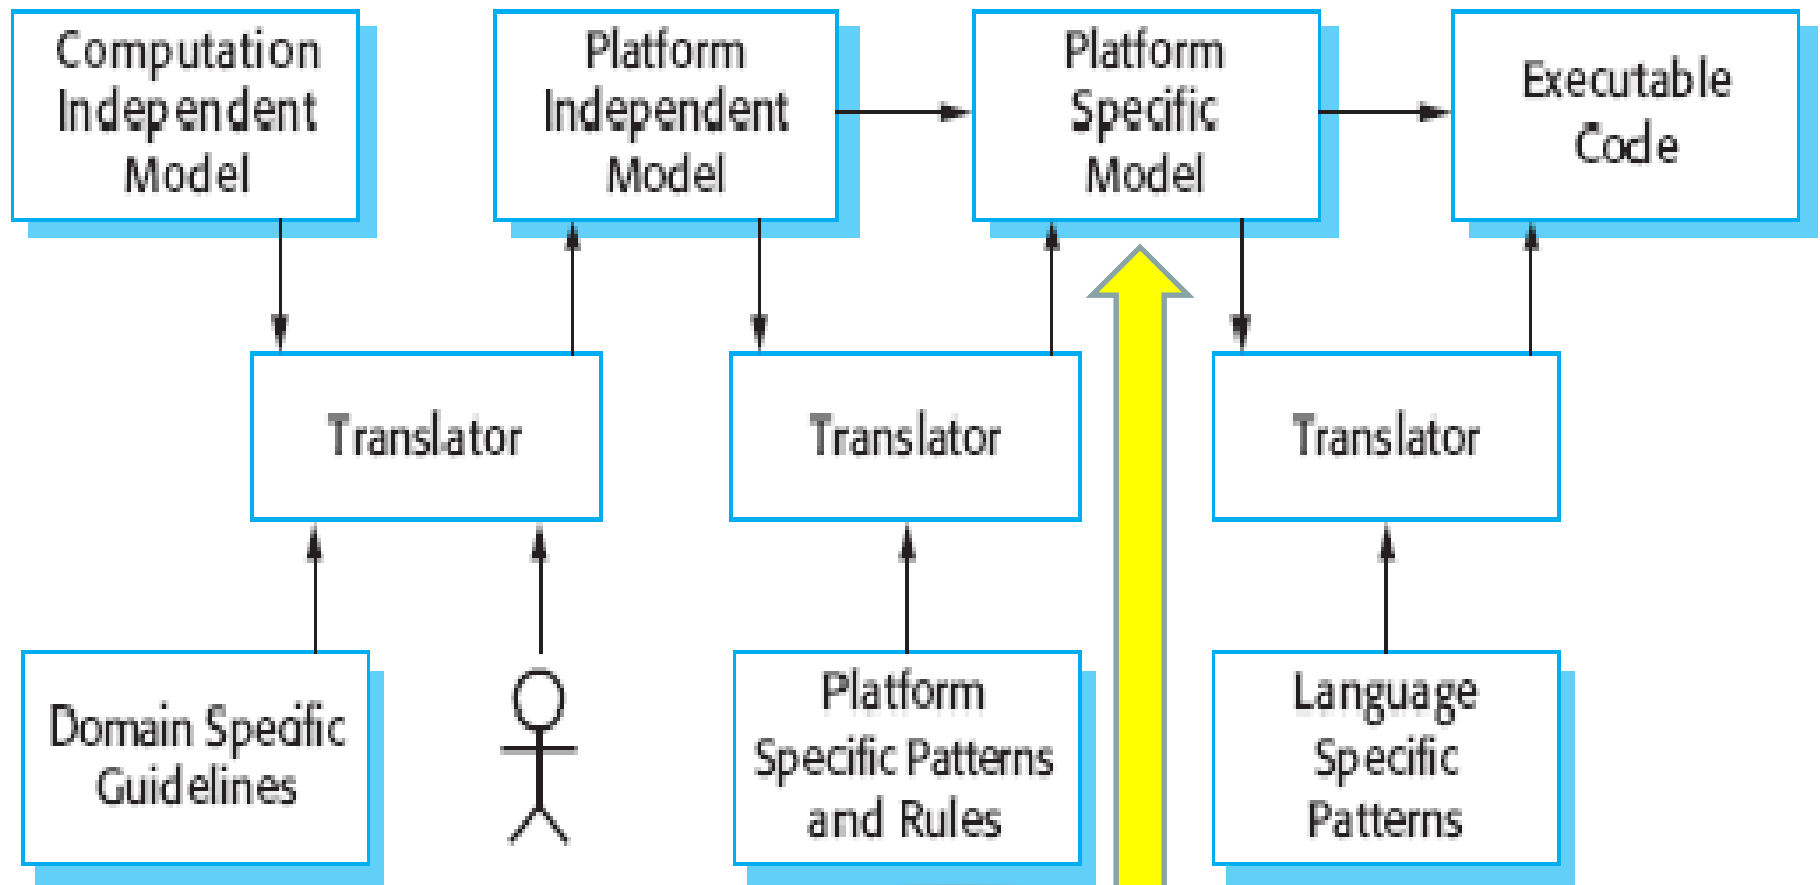 Computation
Independent
Model
Platform
Independent
Model
Platform
Specific
Model
Executable
Code
Translator
Translator
Translator
Domain Specific
Guidelines
Platform
Specific Patterns
and Rules
Language
Specific
Patterns